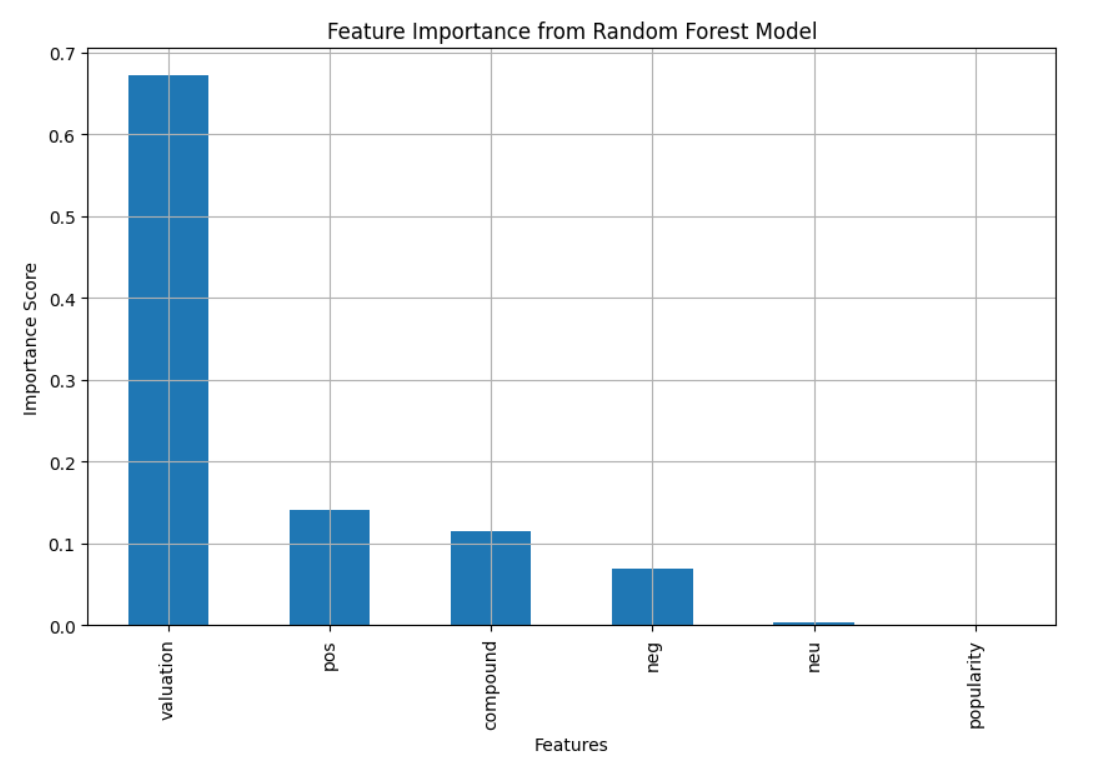 Feature Importance from Random Forest Model
0.7
0.6
0.5
0.4
0.3
0.2
0.1
0.0
Importance Score
valuation
pos
compound
neg
neu
popularity
Features